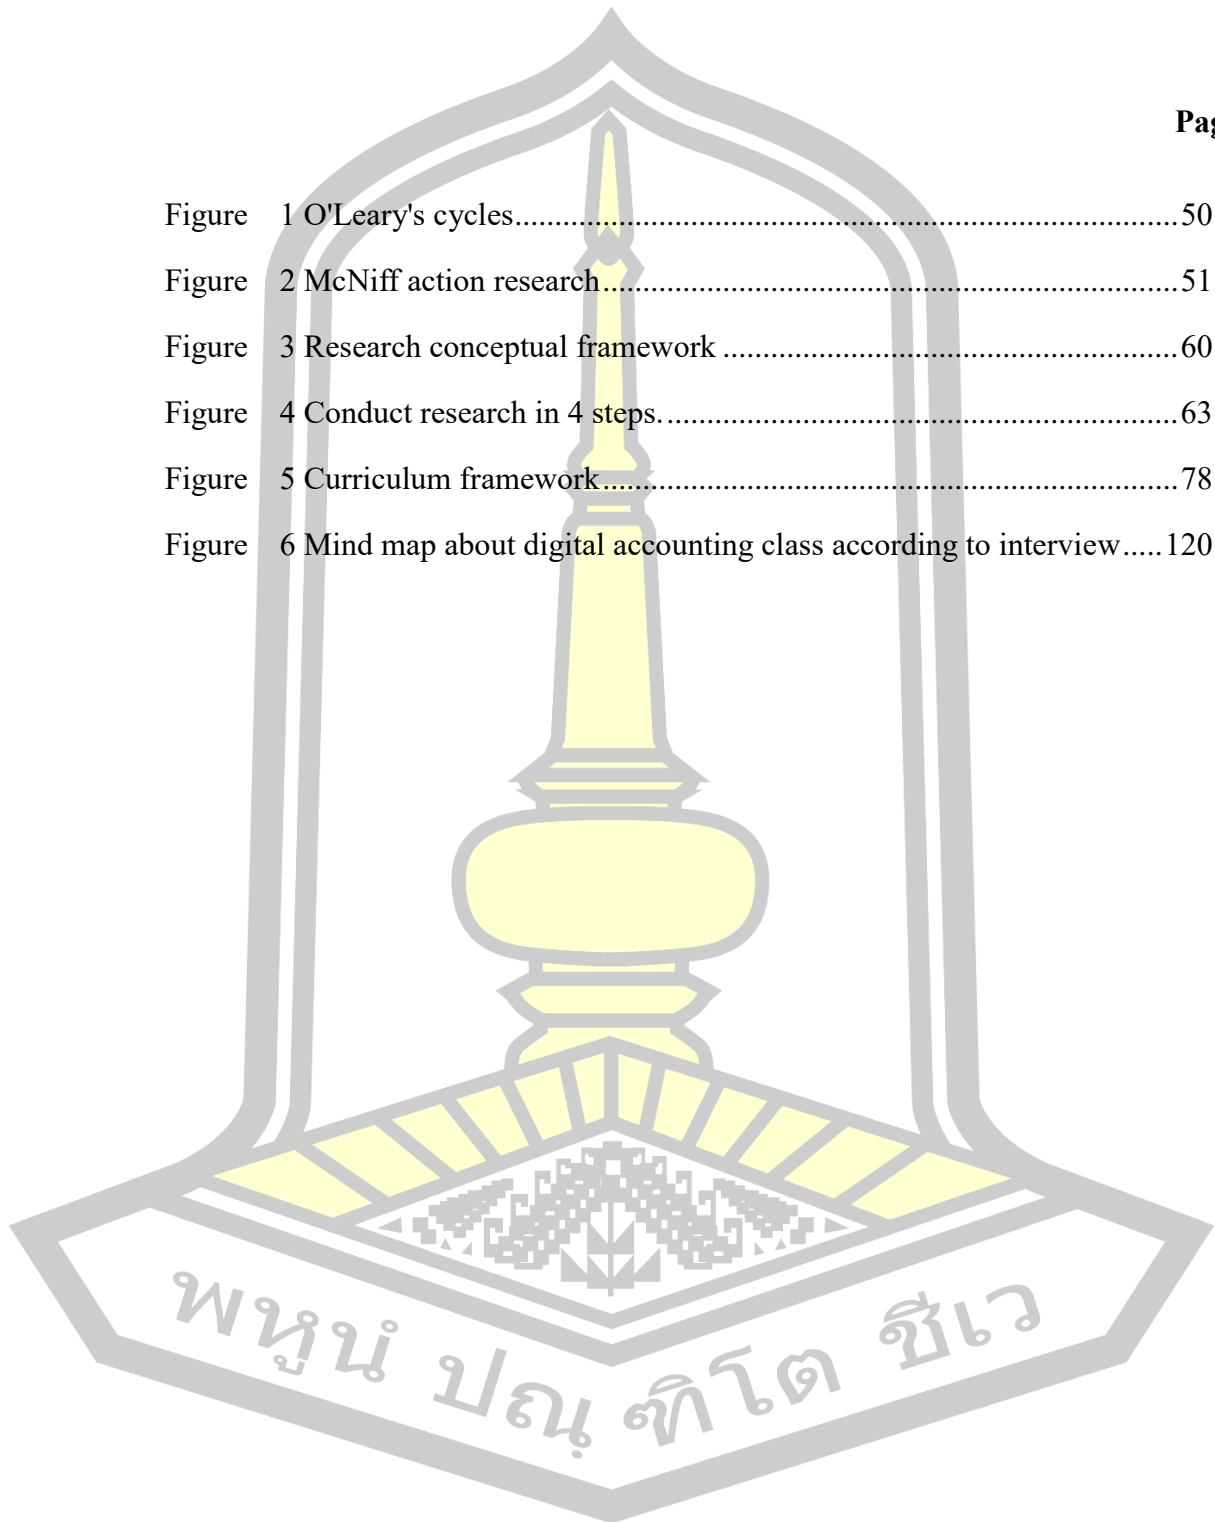 Pag
Figure 1 O'Leary's cycles....................................................................................50
Figure 2 McNiff action research.........................................................................51
Figure 3 Research conceptual framework ..........................................................60
Figure 4 Conduct research in 4 steps..................................................................63
Figure 5 Curriculum framework.........................................................................78
Figure 6 Mind map about digital accounting class according to interview.....120
พหูนํ ปณฺฑิโต ชีเว